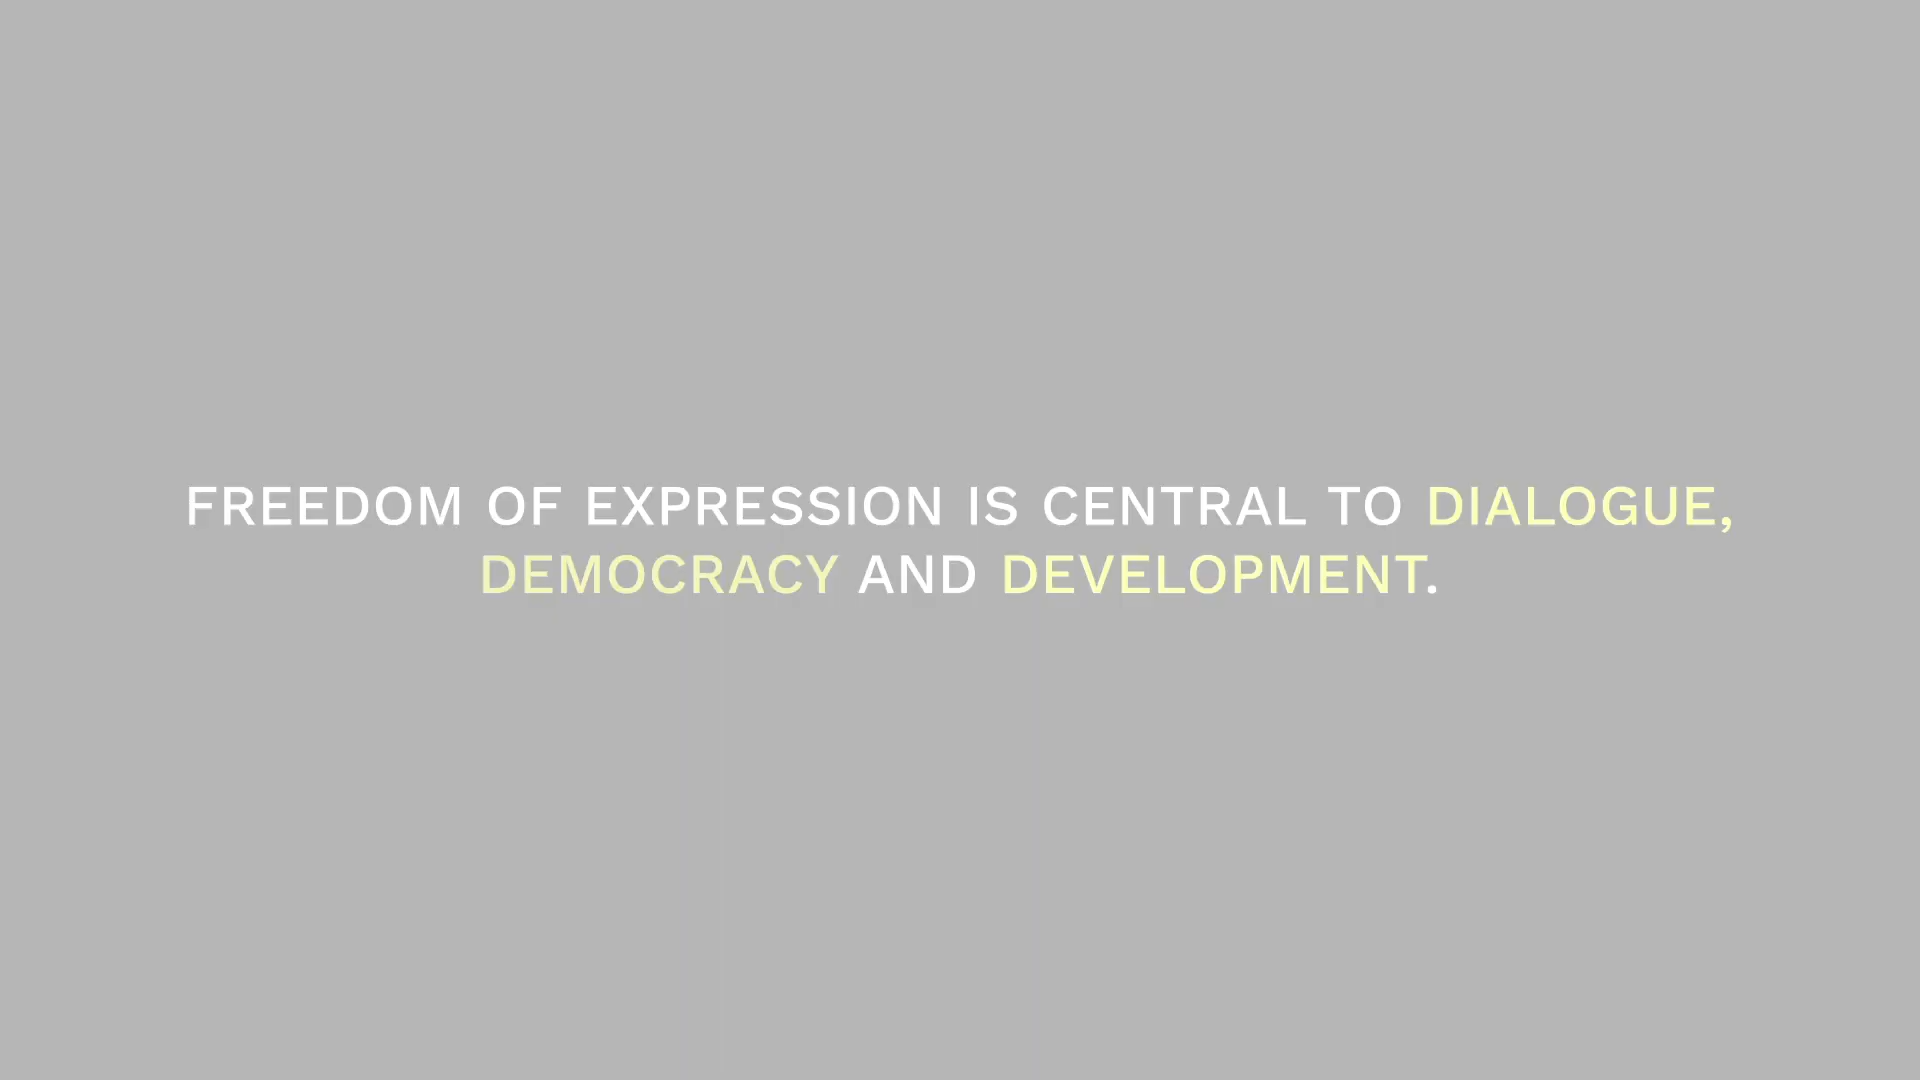 FREEDOM OF EXPRESSION IS CENTRAL TO DIALOGUE,
DEMOCRACY AND DEVELOPMENT.